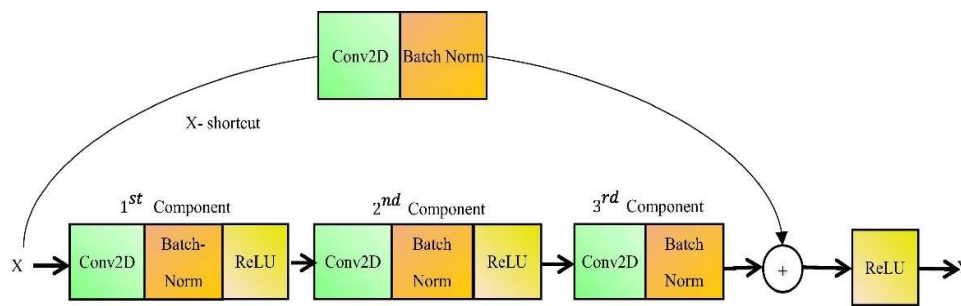 Conv2D Batch Norm
X- shortcut
1st Component 2nd Component 3rd Component
X Conv2D Batch-Norm ReLU Conv2D Batch Norm ReLU Conv2D Batch Norm + ReLU